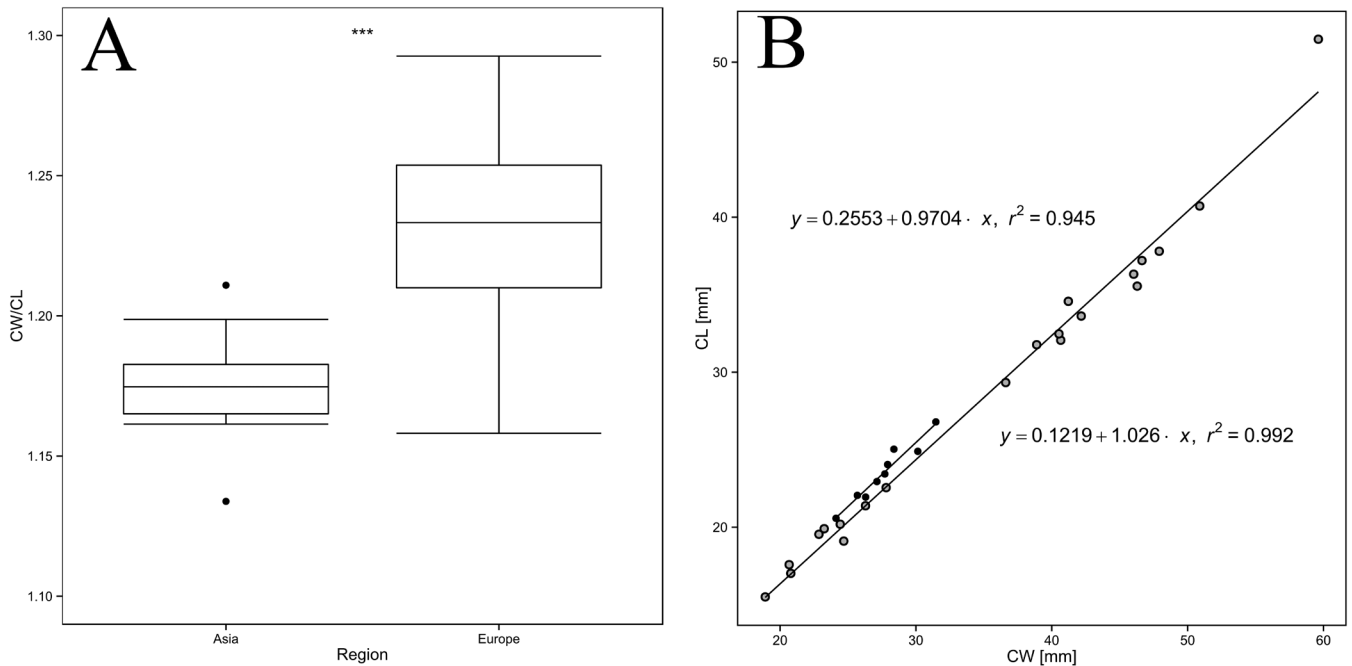 A
***
1.30
1.25
1.20
1.15
1.10
CW/CL
Asia
Europe
Region
B
50
40
30
20
CL [mm]
y = 0.2553 + 0.9704 · x, r² = 0.945
y = 0.1219 + 1.026 · x, r² = 0.992
20
30
40
50
60
CW [mm]